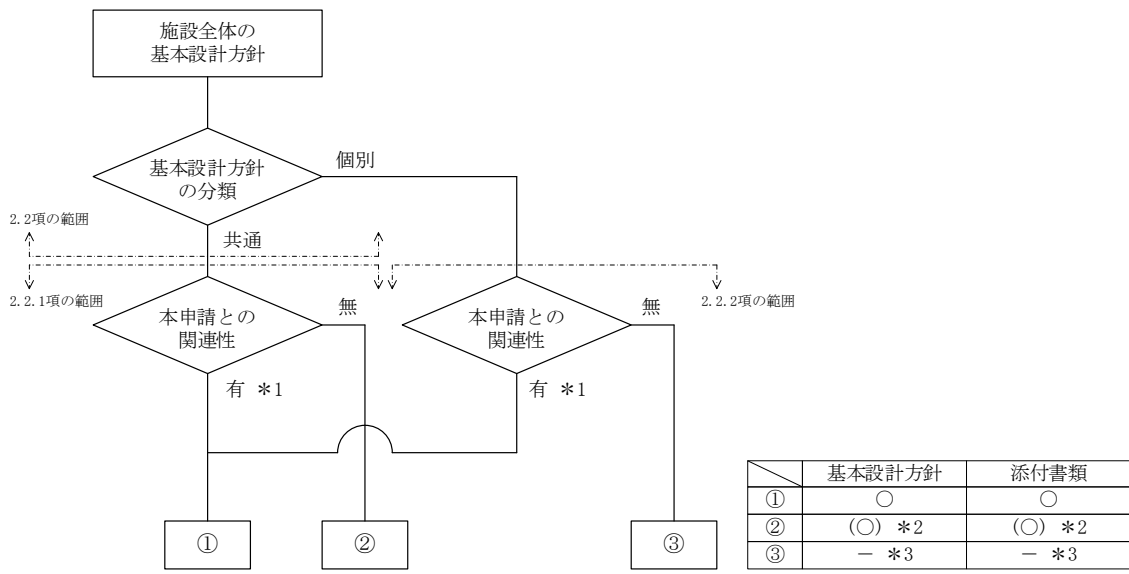 施設全体の
基本設計方針
基本設計方針
の分類
個別
2.2項の範囲
共通
2.2.1項の範囲
2.2.2項の範囲
本申請との
関連性
無
本申請との
関連性
無
有 *1
有 *1
①
②
③
基本設計方針 添付書類
① ○ ○
② (○) *2 (○) *2
③ － *3 － *3